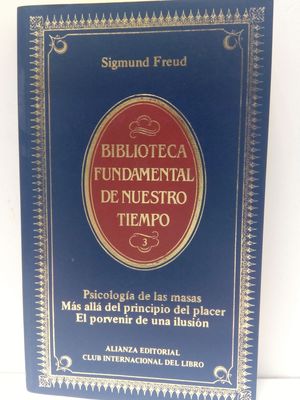 Sigmund Freud
BIBLIOTECA
FUNDAMENTAL
DE NUESTRO
TIEMPO
3
Psicología de las masas
Más allá del principio del placer
El porvenir de una ilusión
ALIANZA EDITORIAL
CLUB INTERNACIONAL DEL LIBRO